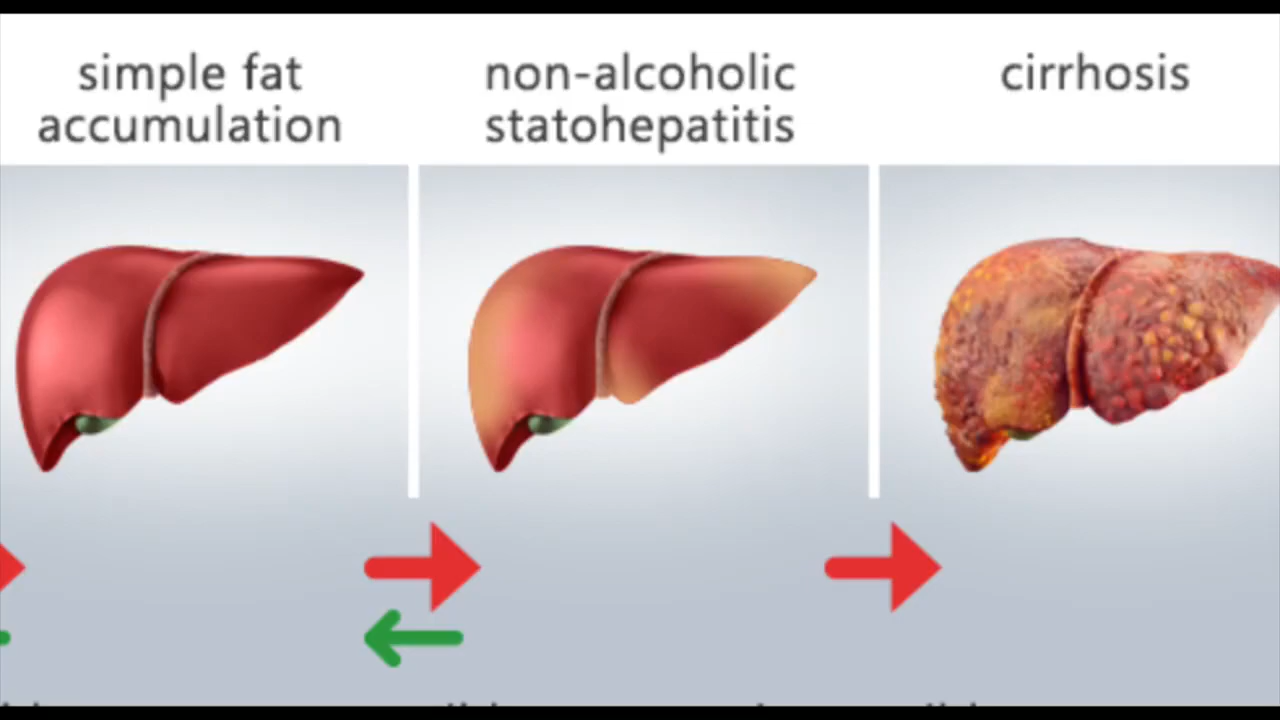 simple fat
accumulation
non-alcoholic
statohepatitis
cirrhosis